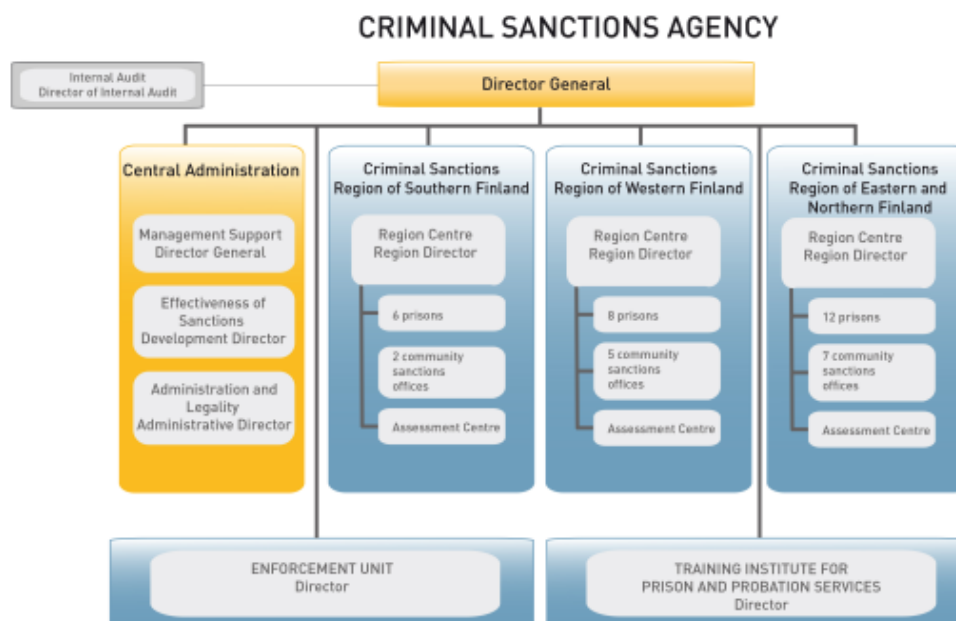 CRIMINAL SANCTIONS AGENCY
Internal Audit
Director of Internal Audit
Director General
Central Administration
Management Support
Director General
Effectiveness of
Sanctions
Development Director
Administration and
Legality
Administrative Director
Criminal Sanctions
Region of Southern Finland
Region Centre
Region Director
6 prisons
2 community
sanctions
offices
Assessment Centre
Criminal Sanctions
Region of Western Finland
Region Centre
Region Director
8 prisons
5 community
sanctions
offices
Assessment Centre
Criminal Sanctions
Region of Eastern and
Northern Finland
Region Centre
Region Director
12 prisons
7 community
sanctions
offices
Assessment Centre
ENFORCEMENT UNIT
Director
TRAINING INSTITUTE FOR
PRISON AND PROBATION SERVICES
Director